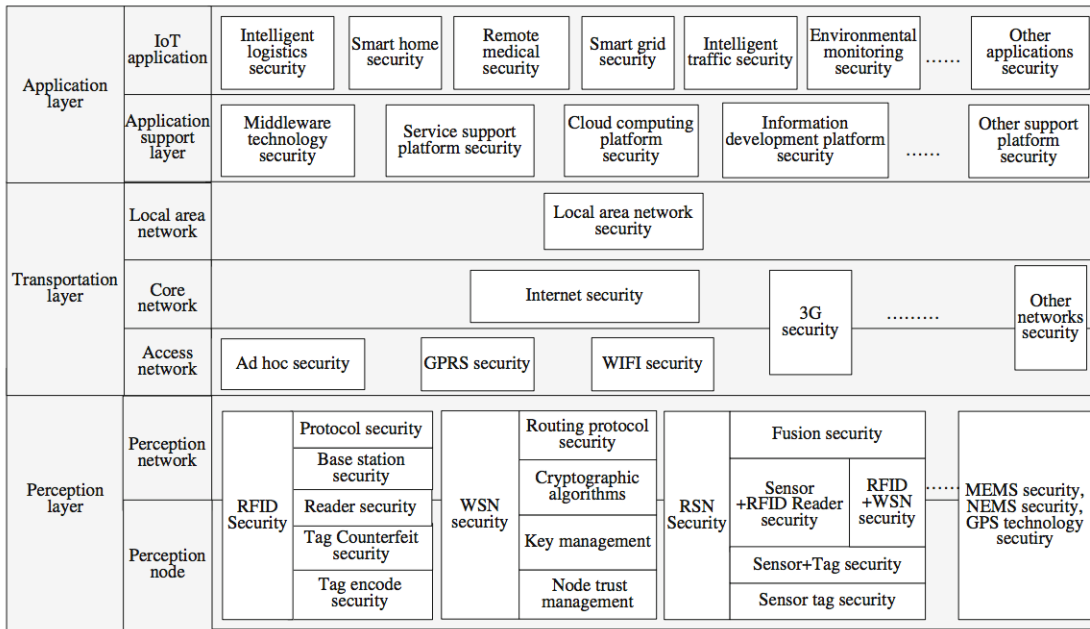 Application
layer
IoT
application
Intelligent
logistics
security
Smart home
security
Remote
medical
security
Smart grid
security
Intelligent
traffic security
Environmental
monitoring
security
......
Other
applications
security
Application
support
layer
Middleware
technology
security
Service support
platform security
Cloud computing
platform
security
Information
development platform
security
......
Other support
platform
security
Transportation
layer
Local area
network
Local area network
security
Core
network
Internet security
3G
security
.........
Other
networks
security
Access
network
Ad hoc security
GPRS security
WIFI security
Perception
layer
Perception
network
Perception
node
RFID
Security
Protocol security
Base station
security
Reader security
Tag Counterfeit
security
Tag encode
security
WSN
security
Routing protocol
security
Cryptographic
algorithms
Key management
Node trust
management
RSN
Security
Fusion security
Sensor
+RFID Reader
security
RFID
+WSN
security
Sensor+Tag security
Sensor tag security
......
MEMS security,
NEMS security,
GPS technology
secutiry